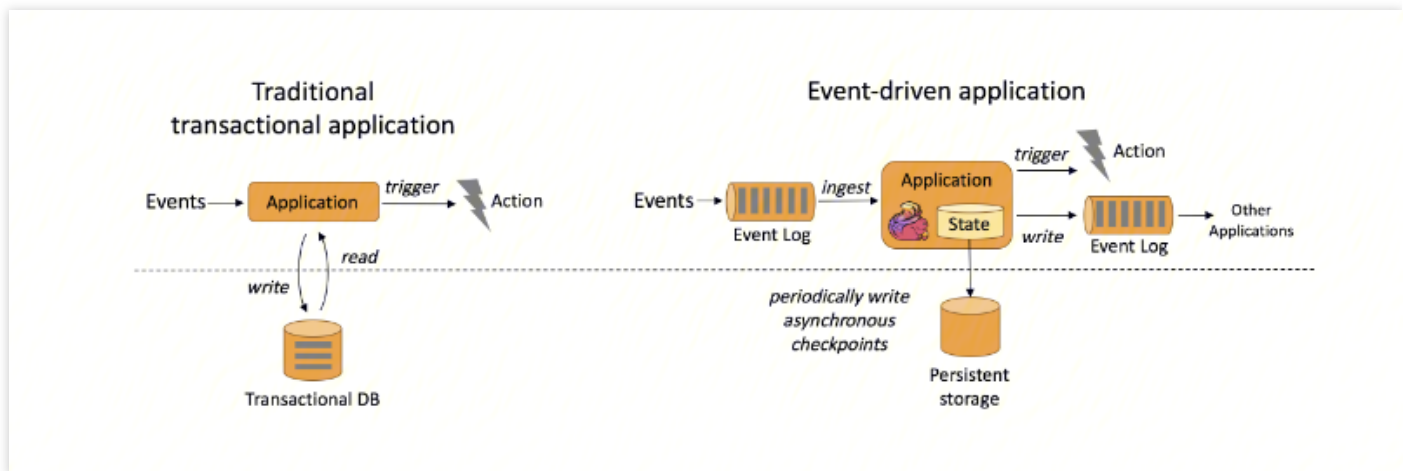 Traditional
transactional application
Events
Application
trigger
Action
write
read
Transactional DB
Event-driven application
Events
Event Log
ingest
Application
State
trigger
Action
write
Event Log
Other
Applications
periodically write
asynchronous
checkpoints
Persistent
storage